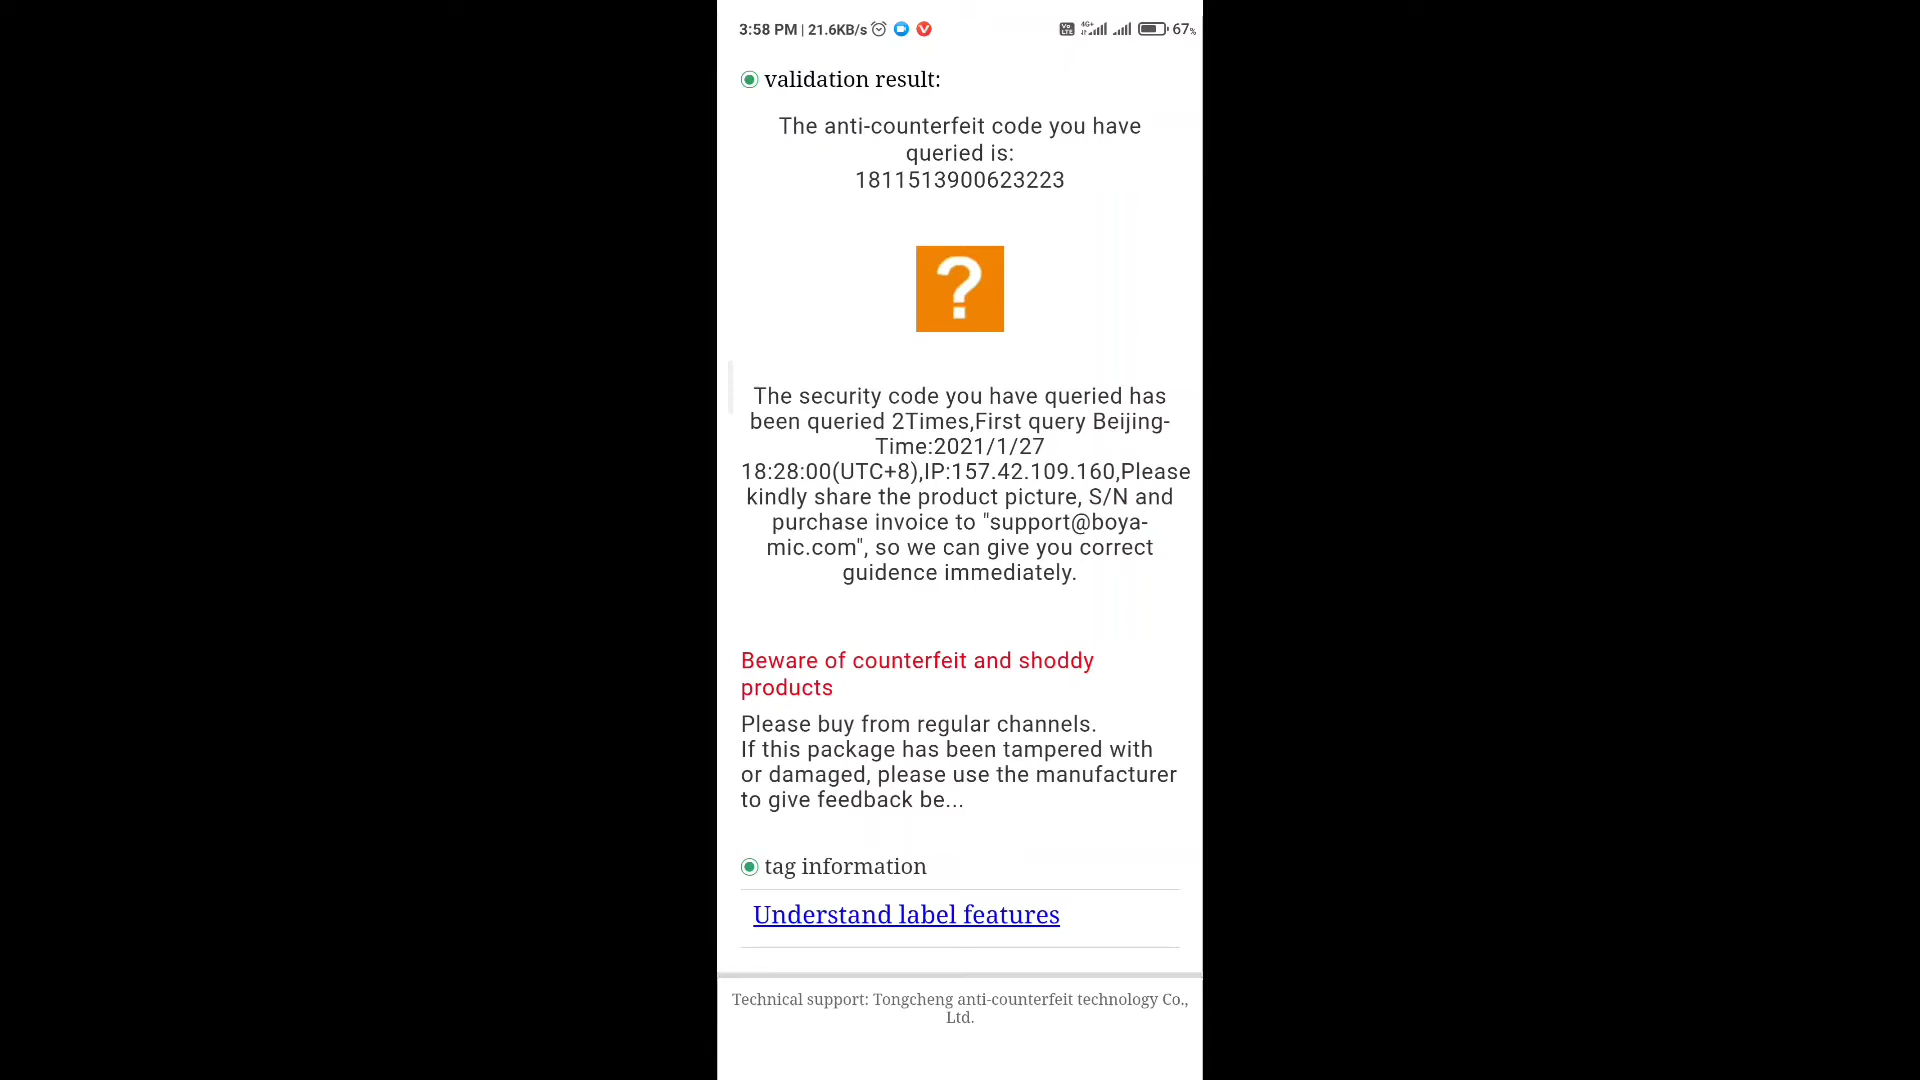 3:58 PM | 21.6KB/s
Vo LTE 4G+ 67%
validation result:
The anti-counterfeit code you have
queried is:
1811513900623223
?
The security code you have queried has
been queried 2Times,First query Beijing-
Time:2021/1/27
18:28:00(UTC+8),IP:157.42.109.160,Please
kindly share the product picture, S/N and
purchase invoice to "support@boya-
mic.com", so we can give you correct
guidence immediately.
Beware of counterfeit and shoddy
products
Please buy from regular channels.
If this package has been tampered with
or damaged, please use the manufacturer
to give feedback be...
tag information
Understand label features
Technical support: Tongcheng anti-counterfeit technology Co.,
Ltd.